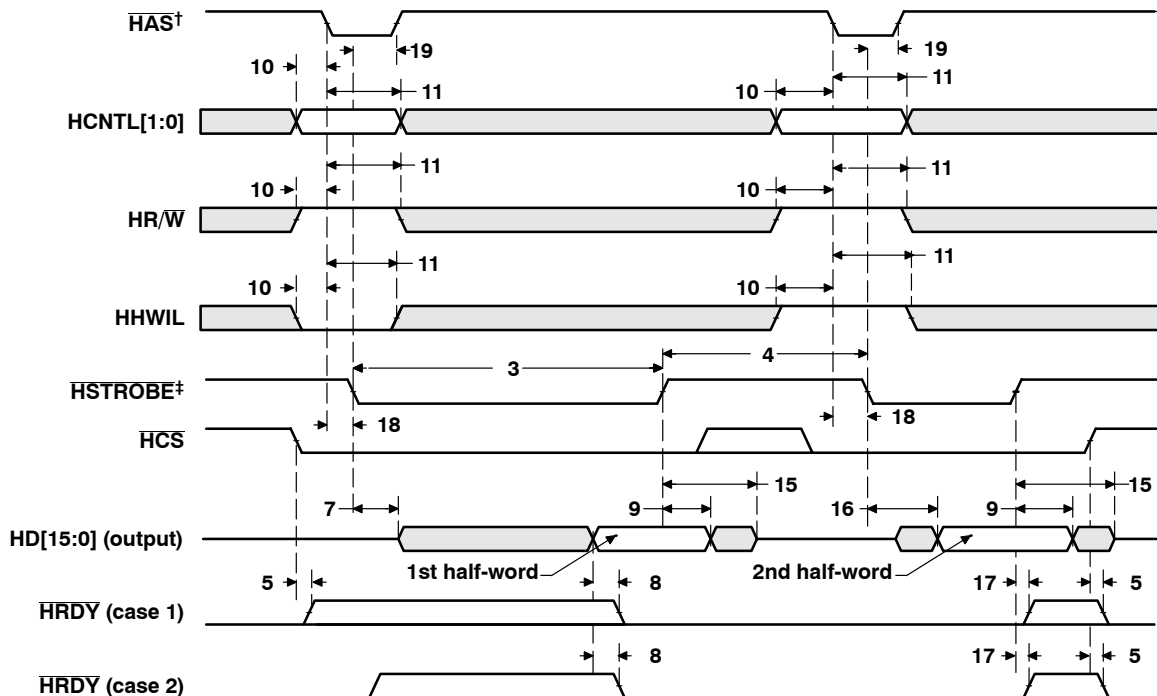 HAS†
19
19
10
11
10
11
HCNTL[1:0]
11
11
10
10
HR/W
11
11
10
10
HHWIL
4
3
HSTROBE‡
18
18
HCS
15
15
7
9
16
9
HD[15:0] (output)
1st half-word
2nd half-word
5
8
17
5
HRDY (case 1)
8
17
5
HRDY (case 2)